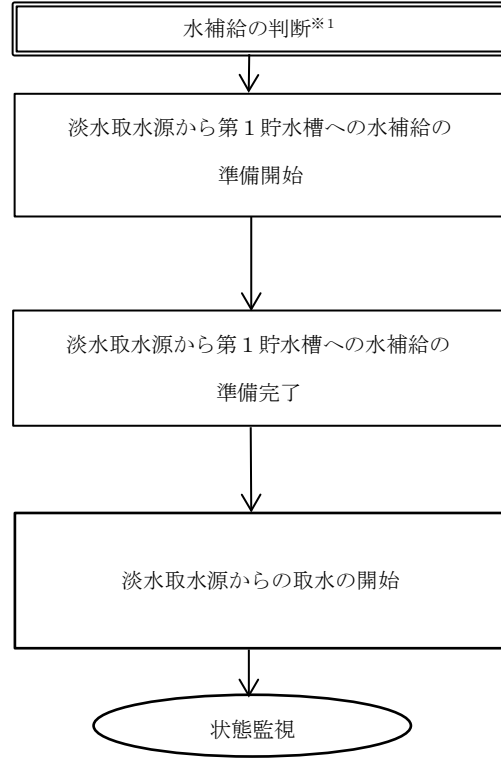 水補給の判断※1
淡水取水源から第１貯水槽への水補給の
準備開始
淡水取水源から第１貯水槽への水補給の
準備完了
淡水取水源からの取水の開始
状態監視